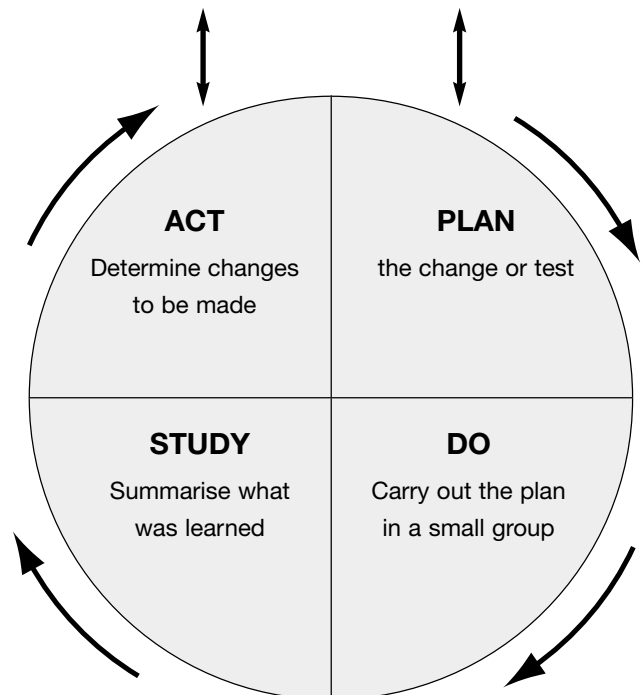 ACT
Determine changes
to be made
PLAN
the change or test
STUDY
Summarise what
was learned
DO
Carry out the plan
in a small group